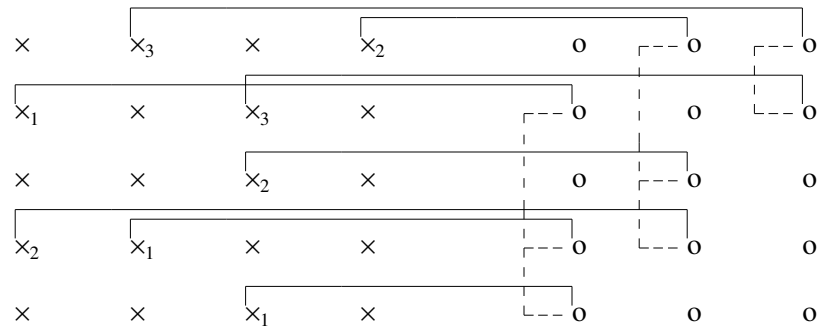 × ×₃ × ×₂ o o o
×₁ × ×₃ × o o o
× × ×₂ × o o o
×₂ ×₁ × × o o o
× × ×₁ × o o o